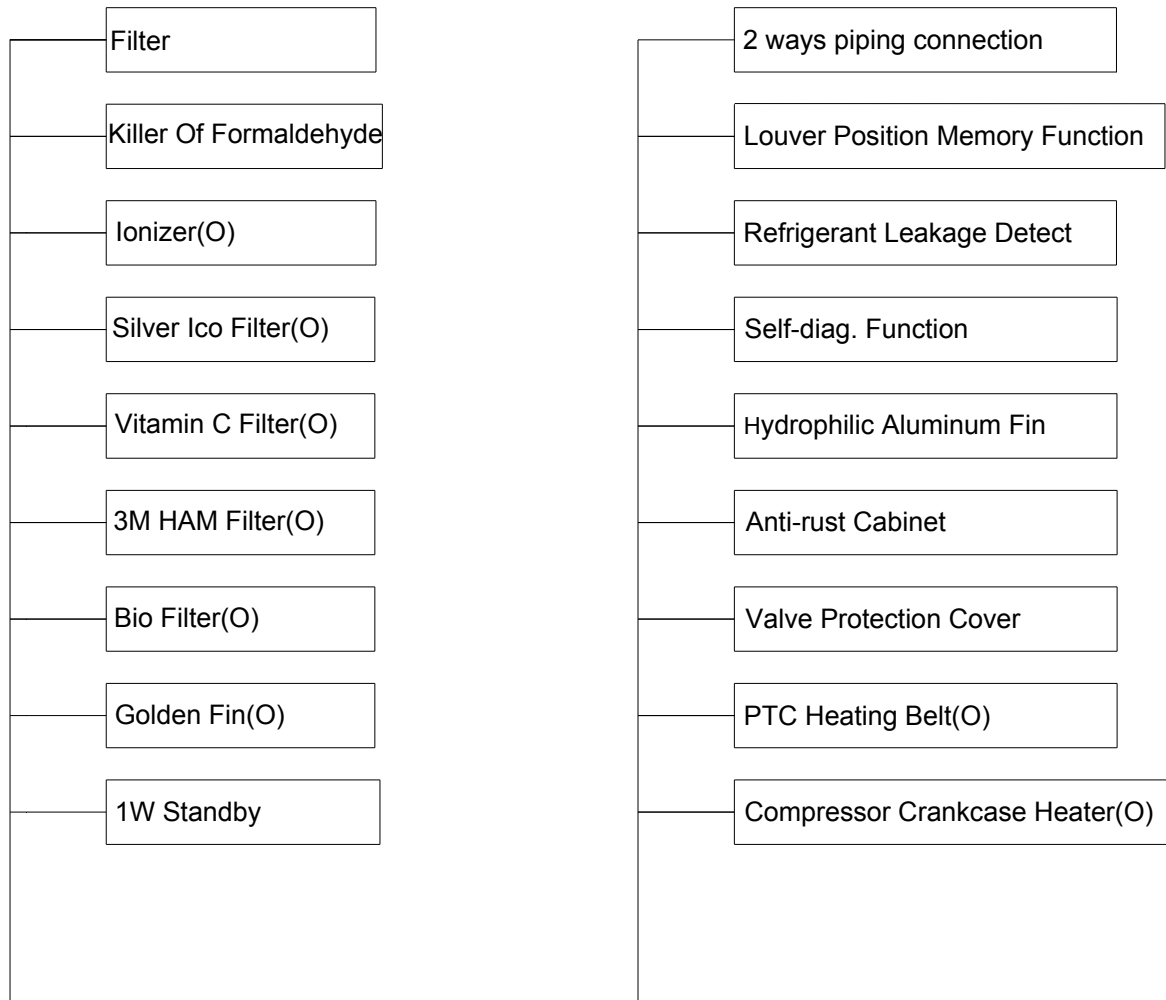 Filter
Killer Of Formaldehyde
Ionizer(O)
Silver Ico Filter(O)
Vitamin C Filter(O)
3M HAM Filter(O)
Bio Filter(O)
Golden Fin(O)
1W Standby
2 ways piping connection
Louver Position Memory Function
Refrigerant Leakage Detect
Self-diag. Function
Hydrophilic Aluminum Fin
Anti-rust Cabinet
Valve Protection Cover
PTC Heating Belt(O)
Compressor Crankcase Heater(O)